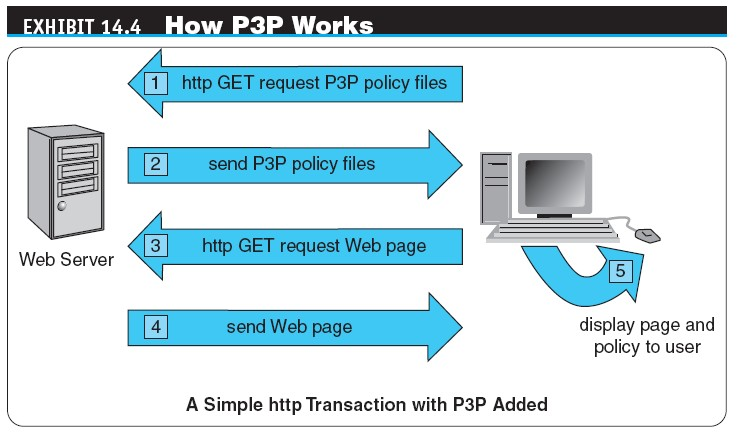 EXHIBIT 14.4 How P3P Works
1 http GET request P3P policy files
2 send P3P policy files
3 http GET request Web page
Web Server
5
4 send Web page
display page and
policy to user
A Simple http Transaction with P3P Added